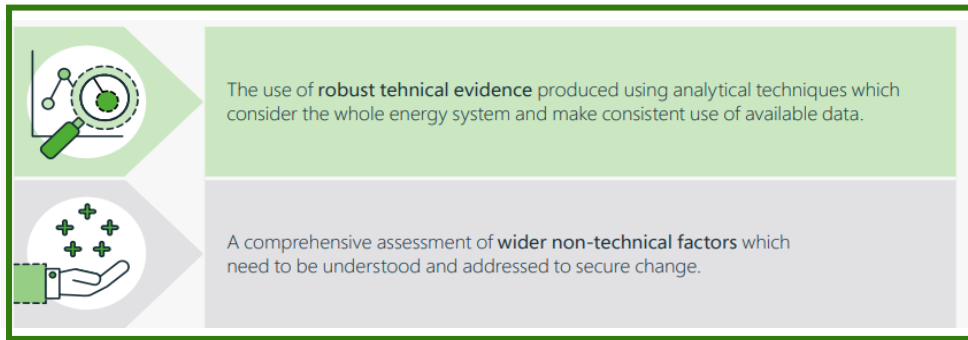 The use of robust tehnical evidence produced using analytical techniques which
consider the whole energy system and make consistent use of available data.
A comprehensive assessment of wider non-technical factors which
need to be understood and addressed to secure change.